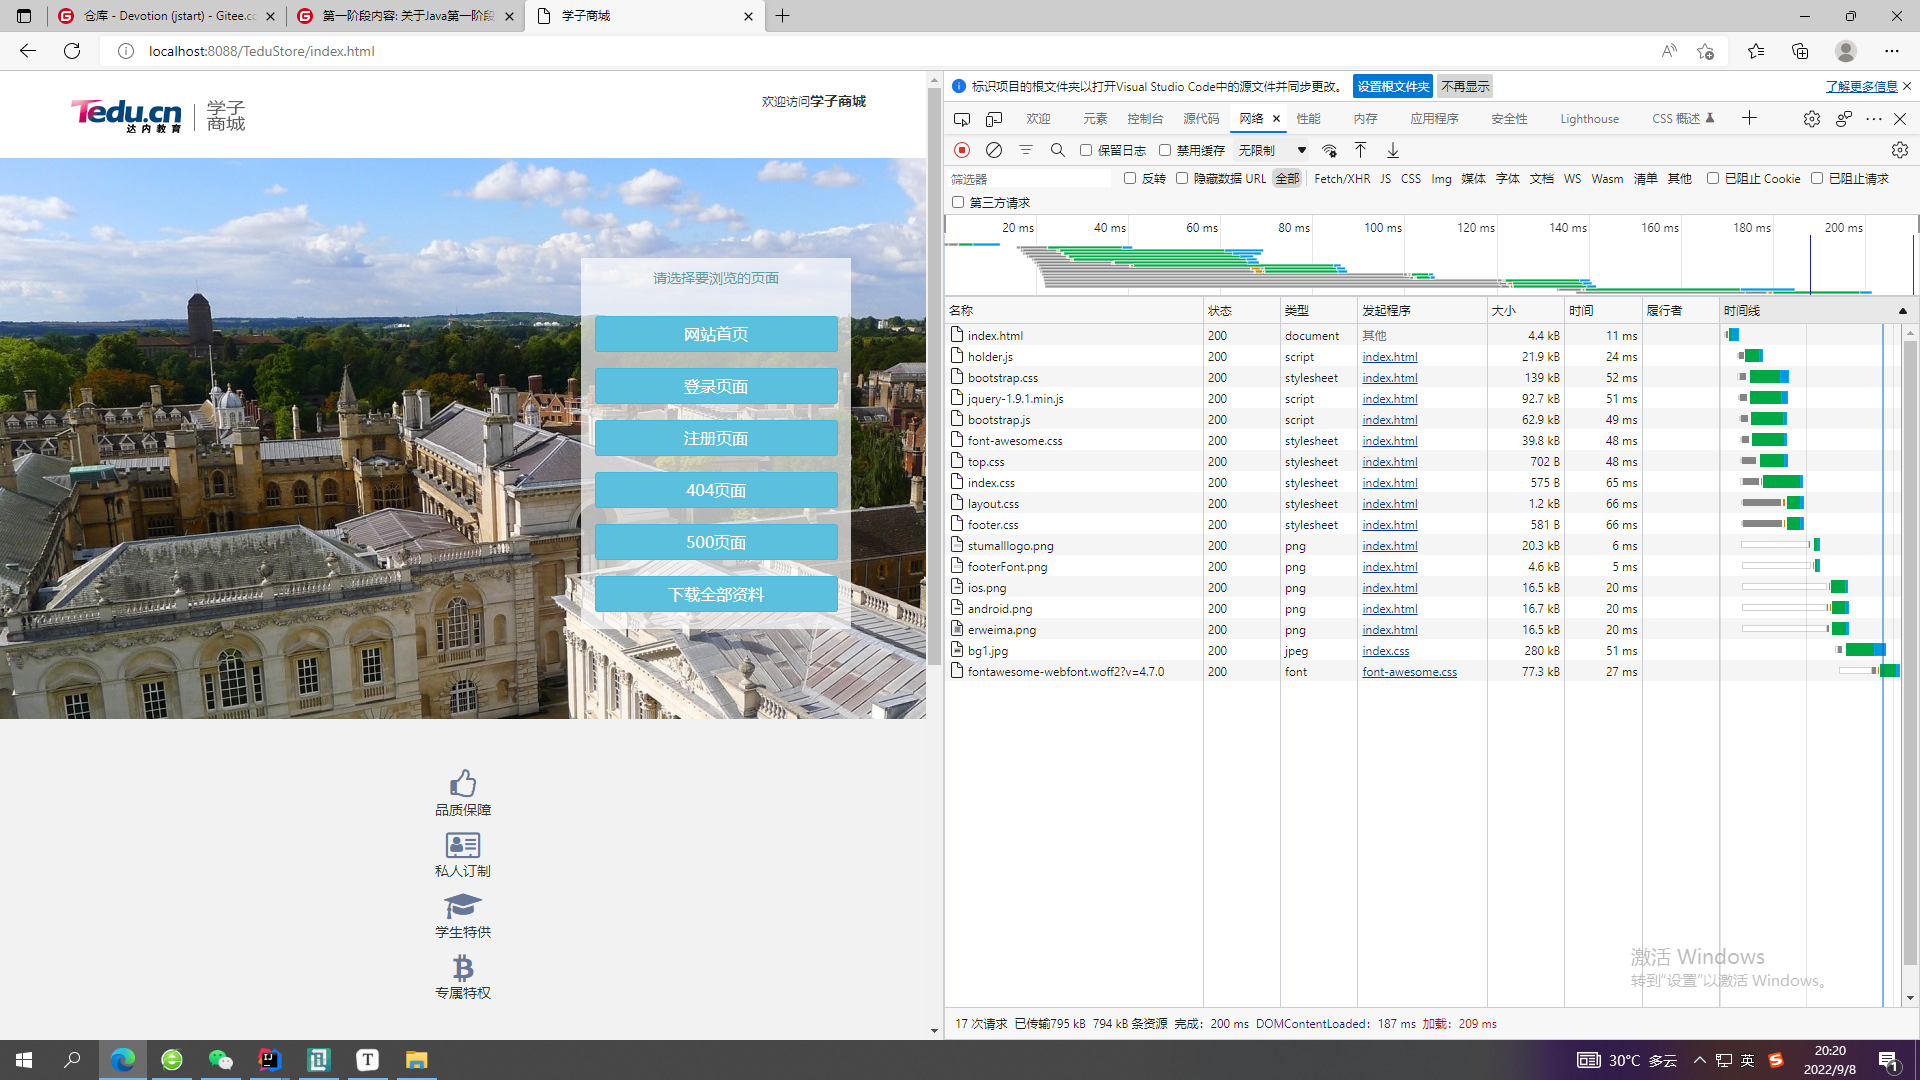 仓库 - Devotion (jstart) - Gitee.cc
第一阶段内容: 关于Java第一阶段
学子商城
localhost:8088/TeduStore/index.html
Tedu.cn
达内教育
学子
商城
欢迎访问学子商城
请选择要浏览的页面
网站首页
登录页面
注册页面
404页面
500页面
下载全部资料
品质保障
私人订制
学生特供
专属特权
标识项目的根文件夹以打开Visual Studio Code中的源文件并同步更改。 设置根文件夹 不再显示 了解更多信息
欢迎 元素 控制台 源代码 网络 性能 内存 应用程序 安全性 Lighthouse CSS 概述
保留日志 禁用缓存 无限制
筛选器 反转 隐藏数据 URL 全部 Fetch/XHR JS CSS Img 媒体 字体 文档 WS Wasm 清单 其他 已阻止 Cookie 已阻止请求
第三方请求
20 ms 40 ms 60 ms 80 ms 100 ms 120 ms 140 ms 160 ms 180 ms 200 ms
名称 状态 类型 发起程序 大小 时间 履行者 时间线
index.html 200 document 其他 4.4 kB 11 ms
holder.js 200 script index.html 21.9 kB 24 ms
bootstrap.css 200 stylesheet index.html 139 kB 52 ms
jquery-1.9.1.min.js 200 script index.html 92.7 kB 51 ms
bootstrap.js 200 script index.html 62.9 kB 49 ms
font-awesome.css 200 stylesheet index.html 39.8 kB 48 ms
top.css 200 stylesheet index.html 702 B 48 ms
index.css 200 stylesheet index.html 575 B 65 ms
layout.css 200 stylesheet index.html 1.2 kB 66 ms
footer.css 200 stylesheet index.html 581 B 66 ms
stumalllogo.png 200 png index.html 20.3 kB 6 ms
footerFont.png 200 png index.html 4.6 kB 5 ms
ios.png 200 png index.html 16.5 kB 20 ms
android.png 200 png index.html 16.7 kB 20 ms
erweima.png 200 png index.html 16.5 kB 20 ms
bg1.jpg 200 jpeg index.css 280 kB 51 ms
fontawesome-webfont.woff2?v=4.7.0 200 font font-awesome.css 77.3 kB 27 ms
激活 Windows
转到"设置"以激活 Windows。
17 次请求 已传输795 kB 794 kB 条资源 完成: 200 ms DOMContentLoaded: 187 ms 加载: 209 ms
30°C 多云 英 20:20
2022/9/8
1